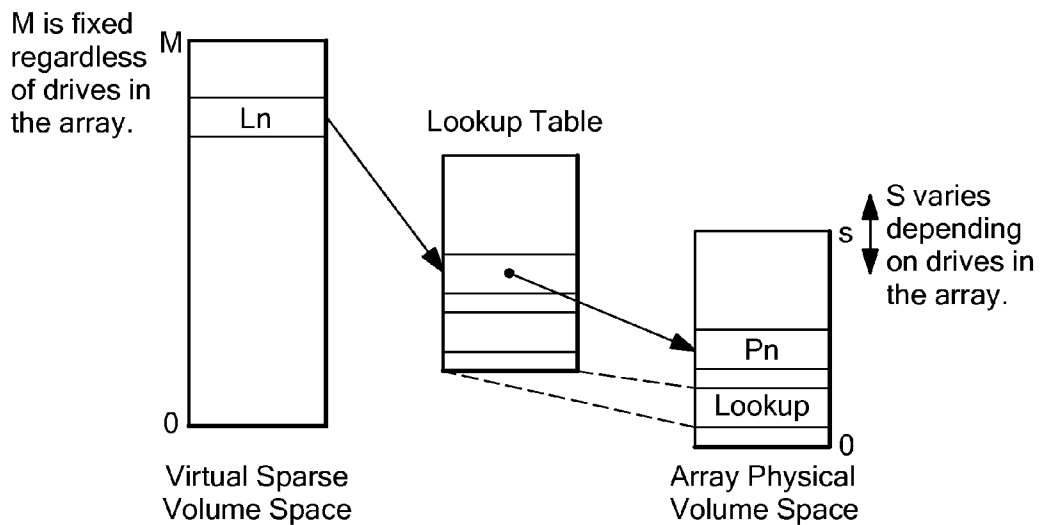 M is fixed
regardless
of drives in
the array.
M
Ln
0
Virtual Sparse
Volume Space
Lookup Table
s
S varies
depending
on drives in
the array.
Pn
Lookup
0
Array Physical
Volume Space